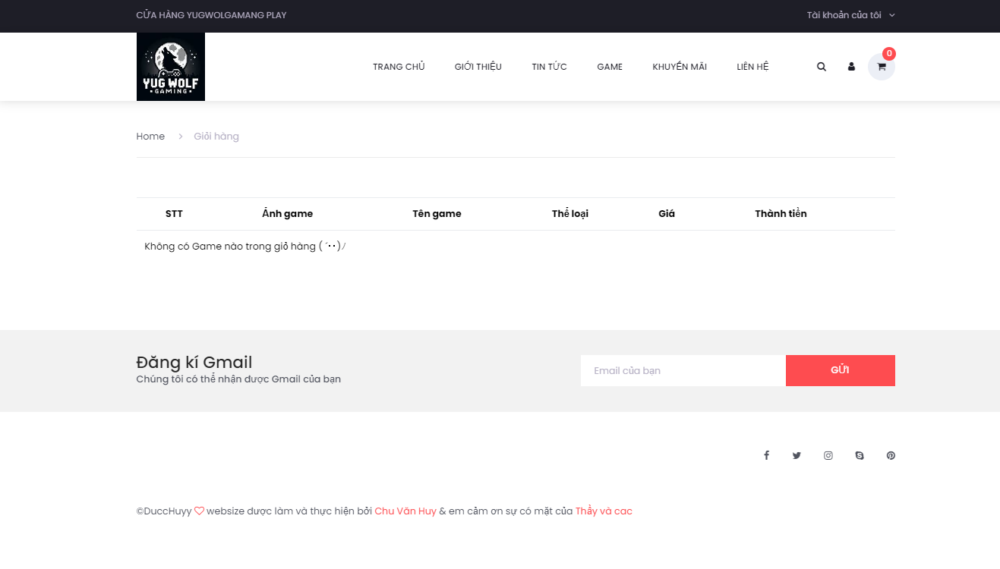 CỬA HÀNG YUGWOLGAMANG PLAY
Tài khoản của tôi
YUG WOLF
GAMING
TRANG CHỦ GIỚI THIỆU TIN TỨC GAME KHUYẾN MÃI LIÊN HỆ
0
Home > Giỏi hàng
STT Ảnh game Tên game Thể loại Giá Thành tiền
Không có Game nào trong giỏ hàng ( ´･･)ﾉ
Đăng kí Gmail
Chúng tôi có thể nhận được Gmail của bạn
Email của bạn
GỬI
©DuccHuyy ♡ websize được làm và thực hiện bởi Chu Văn Huy & em cảm ơn sự có mặt của Thầy và cac